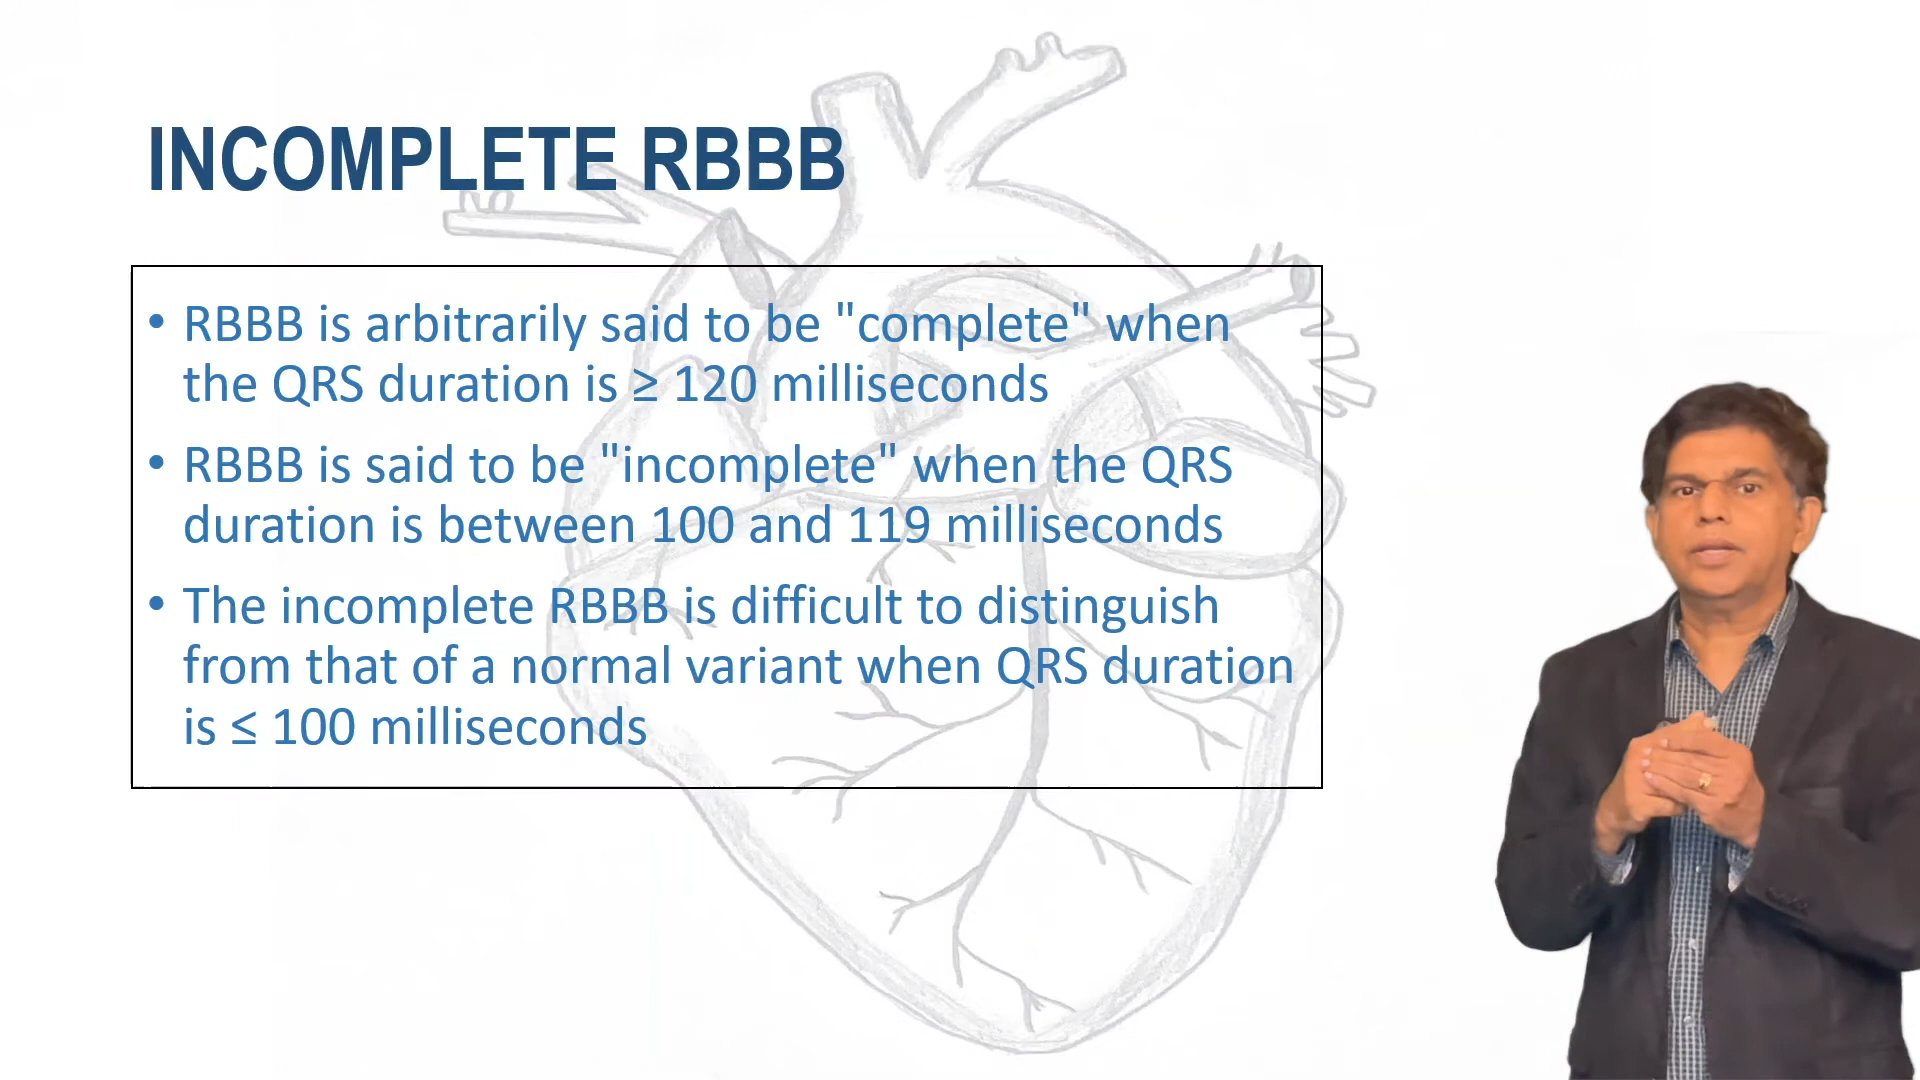 INCOMPLETE RBBB
• RBBB is arbitrarily said to be "complete" when
the QRS duration is ≥ 120 milliseconds
• RBBB is said to be "incomplete" when the QRS
duration is between 100 and 119 milliseconds
• The incomplete RBBB is difficult to distinguish
from that of a normal variant when QRS duration
is ≤ 100 milliseconds